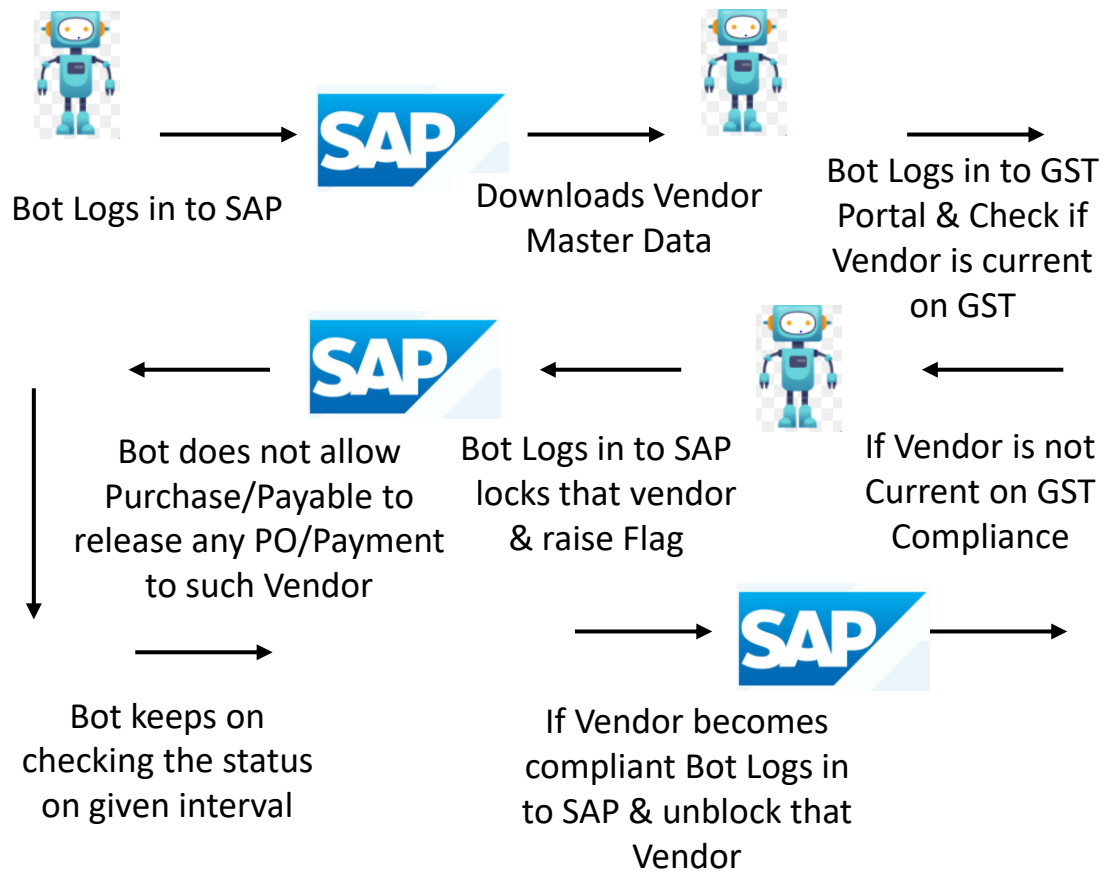 SAP
Bot Logs in to SAP
Downloads Vendor
Master Data
Bot Logs in to GST
Portal & Check if
Vendor is current
on GST
SAP
If Vendor is not
Current on GST
Compliance
Bot Logs in to SAP
locks that vendor
& raise Flag
Bot does not allow
Purchase/Payable to
release any PO/Payment
to such Vendor
SAP
Bot keeps on
checking the status
on given interval
If Vendor becomes
compliant Bot Logs in
to SAP & unblock that
Vendor